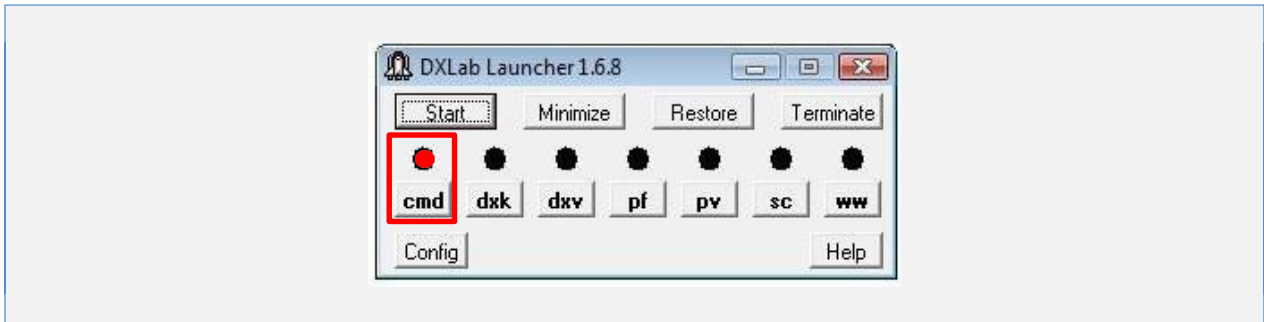 DXLab Launcher 1.6.8
Start Minimize Restore Terminate
cmd dxk dxv pf pv sc ww
Config Help